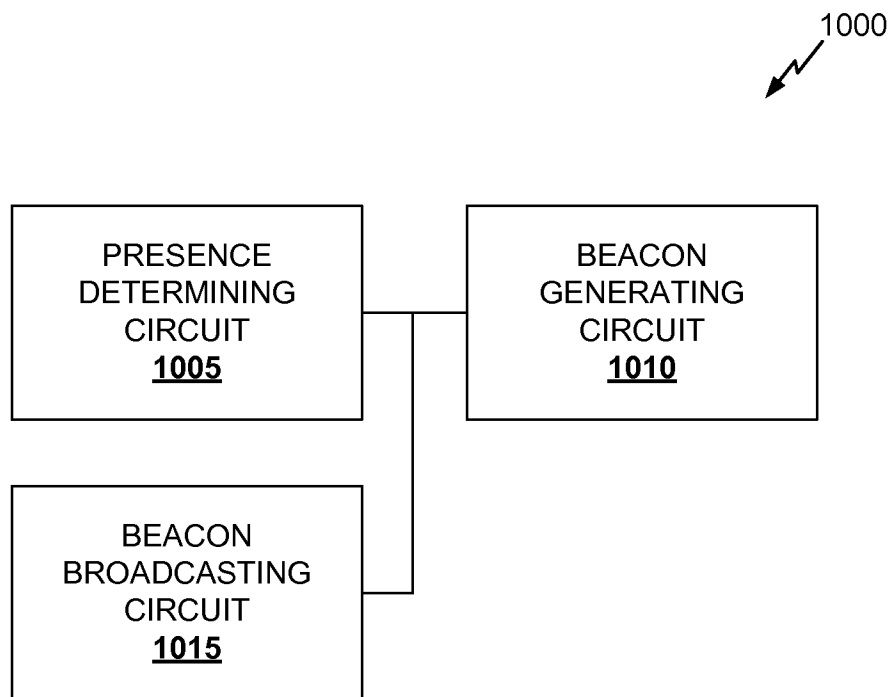 1000
PRESENCE
DETERMINING
CIRCUIT
1005
BEACON
GENERATING
CIRCUIT
1010
BEACON
BROADCASTING
CIRCUIT
1015